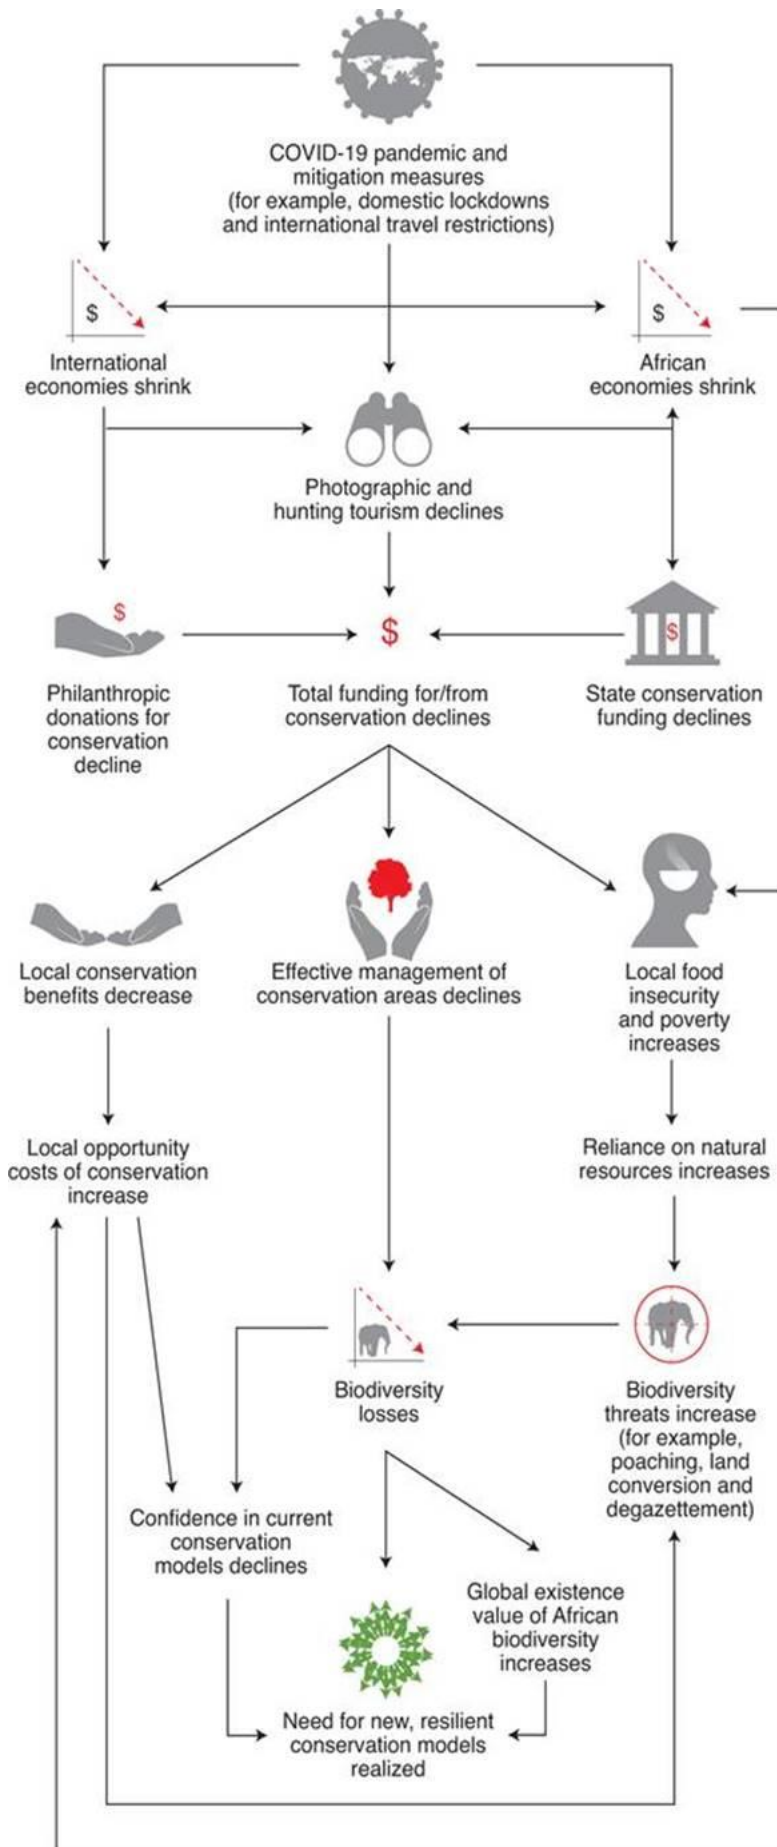 COVID-19 pandemic and
mitigation measures
(for example, domestic lockdowns
and international travel restrictions)
$
International
economies shrink
$
African
economies shrink
Photographic and
hunting tourism declines
$
Philanthropic
donations for
conservation
decline
$
Total funding for/from
conservation declines
$
State conservation
funding declines
Local conservation
benefits decrease
Effective management of
conservation areas declines
Local food
insecurity
and poverty
increases
Local opportunity
costs of conservation
increase
Reliance on natural
resources increases
Biodiversity
losses
Biodiversity
threats increase
(for example,
poaching, land
conversion and
degazettement)
Confidence in current
conservation
models declines
Global existence
value of African
biodiversity
increases
Need for new, resilient
conservation models
realized